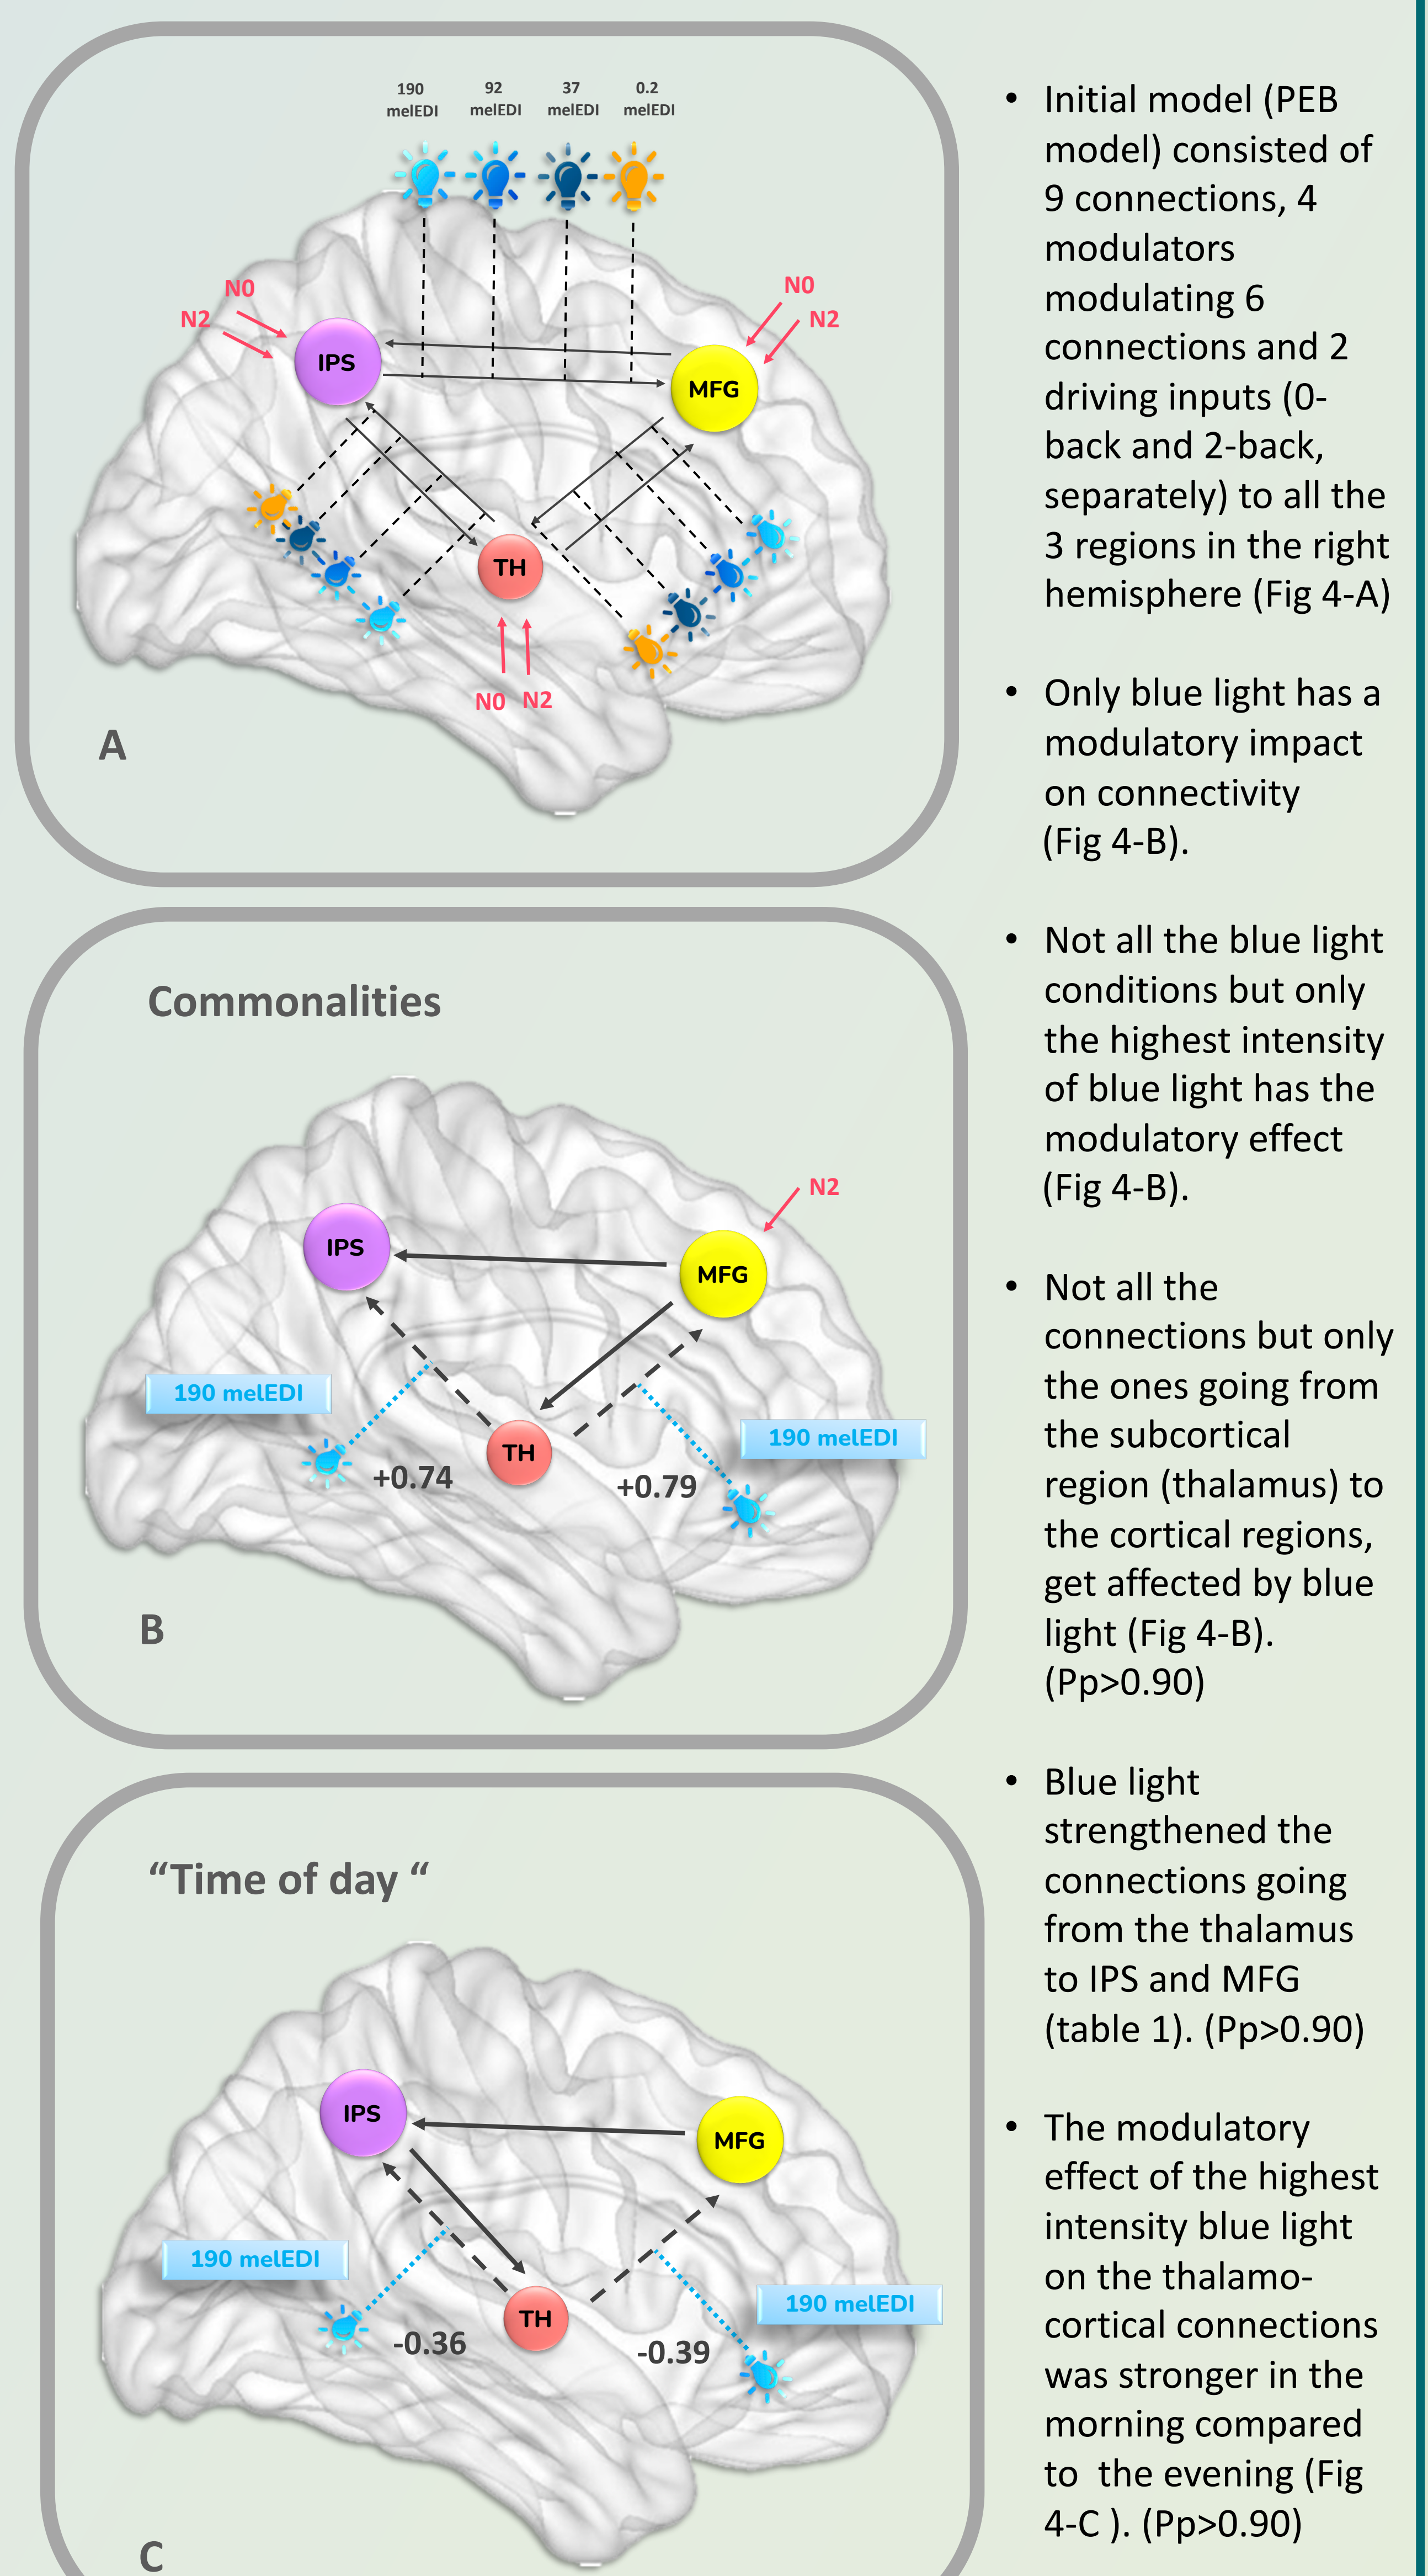 190
melEDI
92
melEDI
37
melEDI
0.2
melEDI
N0
N2
IPS
N0
N2
MFG
TH
N0
N2
A
Commonalities
N2
IPS
MFG
190 melEDI
190 melEDI
TH
+0.74
+0.79
B
“Time of day “
IPS
MFG
190 melEDI
190 melEDI
TH
-0.36
-0.39
C
• Initial model (PEB
model) consisted of
9 connections, 4
modulators
modulating 6
connections and 2
driving inputs (0-
back and 2-back,
separately) to all the
3 regions in the right
hemisphere (Fig 4-A)
• Only blue light has a
modulatory impact
on connectivity
(Fig 4-B).
• Not all the blue light
conditions but only
the highest intensity
of blue light has the
modulatory effect
(Fig 4-B).
• Not all the
connections but only
the ones going from
the subcortical
region (thalamus) to
the cortical regions,
get affected by blue
light (Fig 4-B).
(Pp>0.90)
• Blue light
strengthened the
connections going
from the thalamus
to IPS and MFG
(table 1). (Pp>0.90)
• The modulatory
effect of the highest
intensity blue light
on the thalamo-
cortical connections
was stronger in the
morning compared
to the evening (Fig
4-C ). (Pp>0.90)